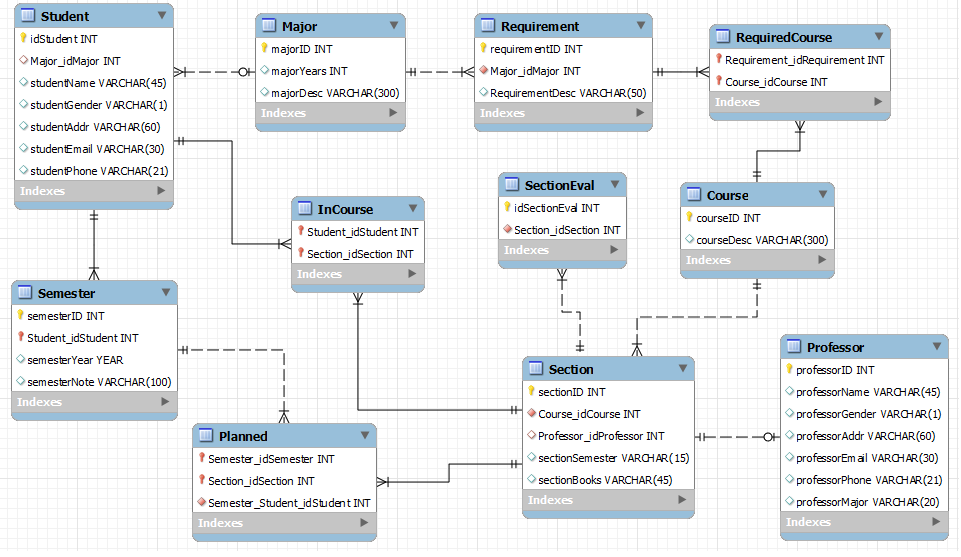 Student
idStudent INT
Major_idMajor INT
studentName VARCHAR(45)
studentGender VARCHAR(1)
studentAddr VARCHAR(60)
studentEmail VARCHAR(30)
studentPhone VARCHAR(21)
Indexes
Major
majorID INT
majorYears INT
majorDesc VARCHAR(300)
Indexes
Requirement
requirementID INT
Major_idMajor INT
RequirementDesc VARCHAR(50)
Indexes
RequiredCourse
Requirement_idRequirement INT
Course_idCourse INT
Indexes
InCourse
Student_idStudent INT
Section_idSection INT
Indexes
SectionEval
idSectionEval INT
Section_idSection INT
Indexes
Course
courseID INT
courseDesc VARCHAR(300)
Indexes
Semester
semesterID INT
Student_idStudent INT
semesterYear YEAR
semesterNote VARCHAR(100)
Indexes
Planned
Semester_idSemester INT
Section_idSection INT
Semester_Student_idStudent INT
Indexes
Section
sectionID INT
Course_idCourse INT
Professor_idProfessor INT
sectionSemester VARCHAR(15)
sectionBooks VARCHAR(45)
Indexes
Professor
professorID INT
professorName VARCHAR(45)
professorGender VARCHAR(1)
professorAddr VARCHAR(60)
professorEmail VARCHAR(30)
professorPhone VARCHAR(21)
professorMajor VARCHAR(20)
Indexes